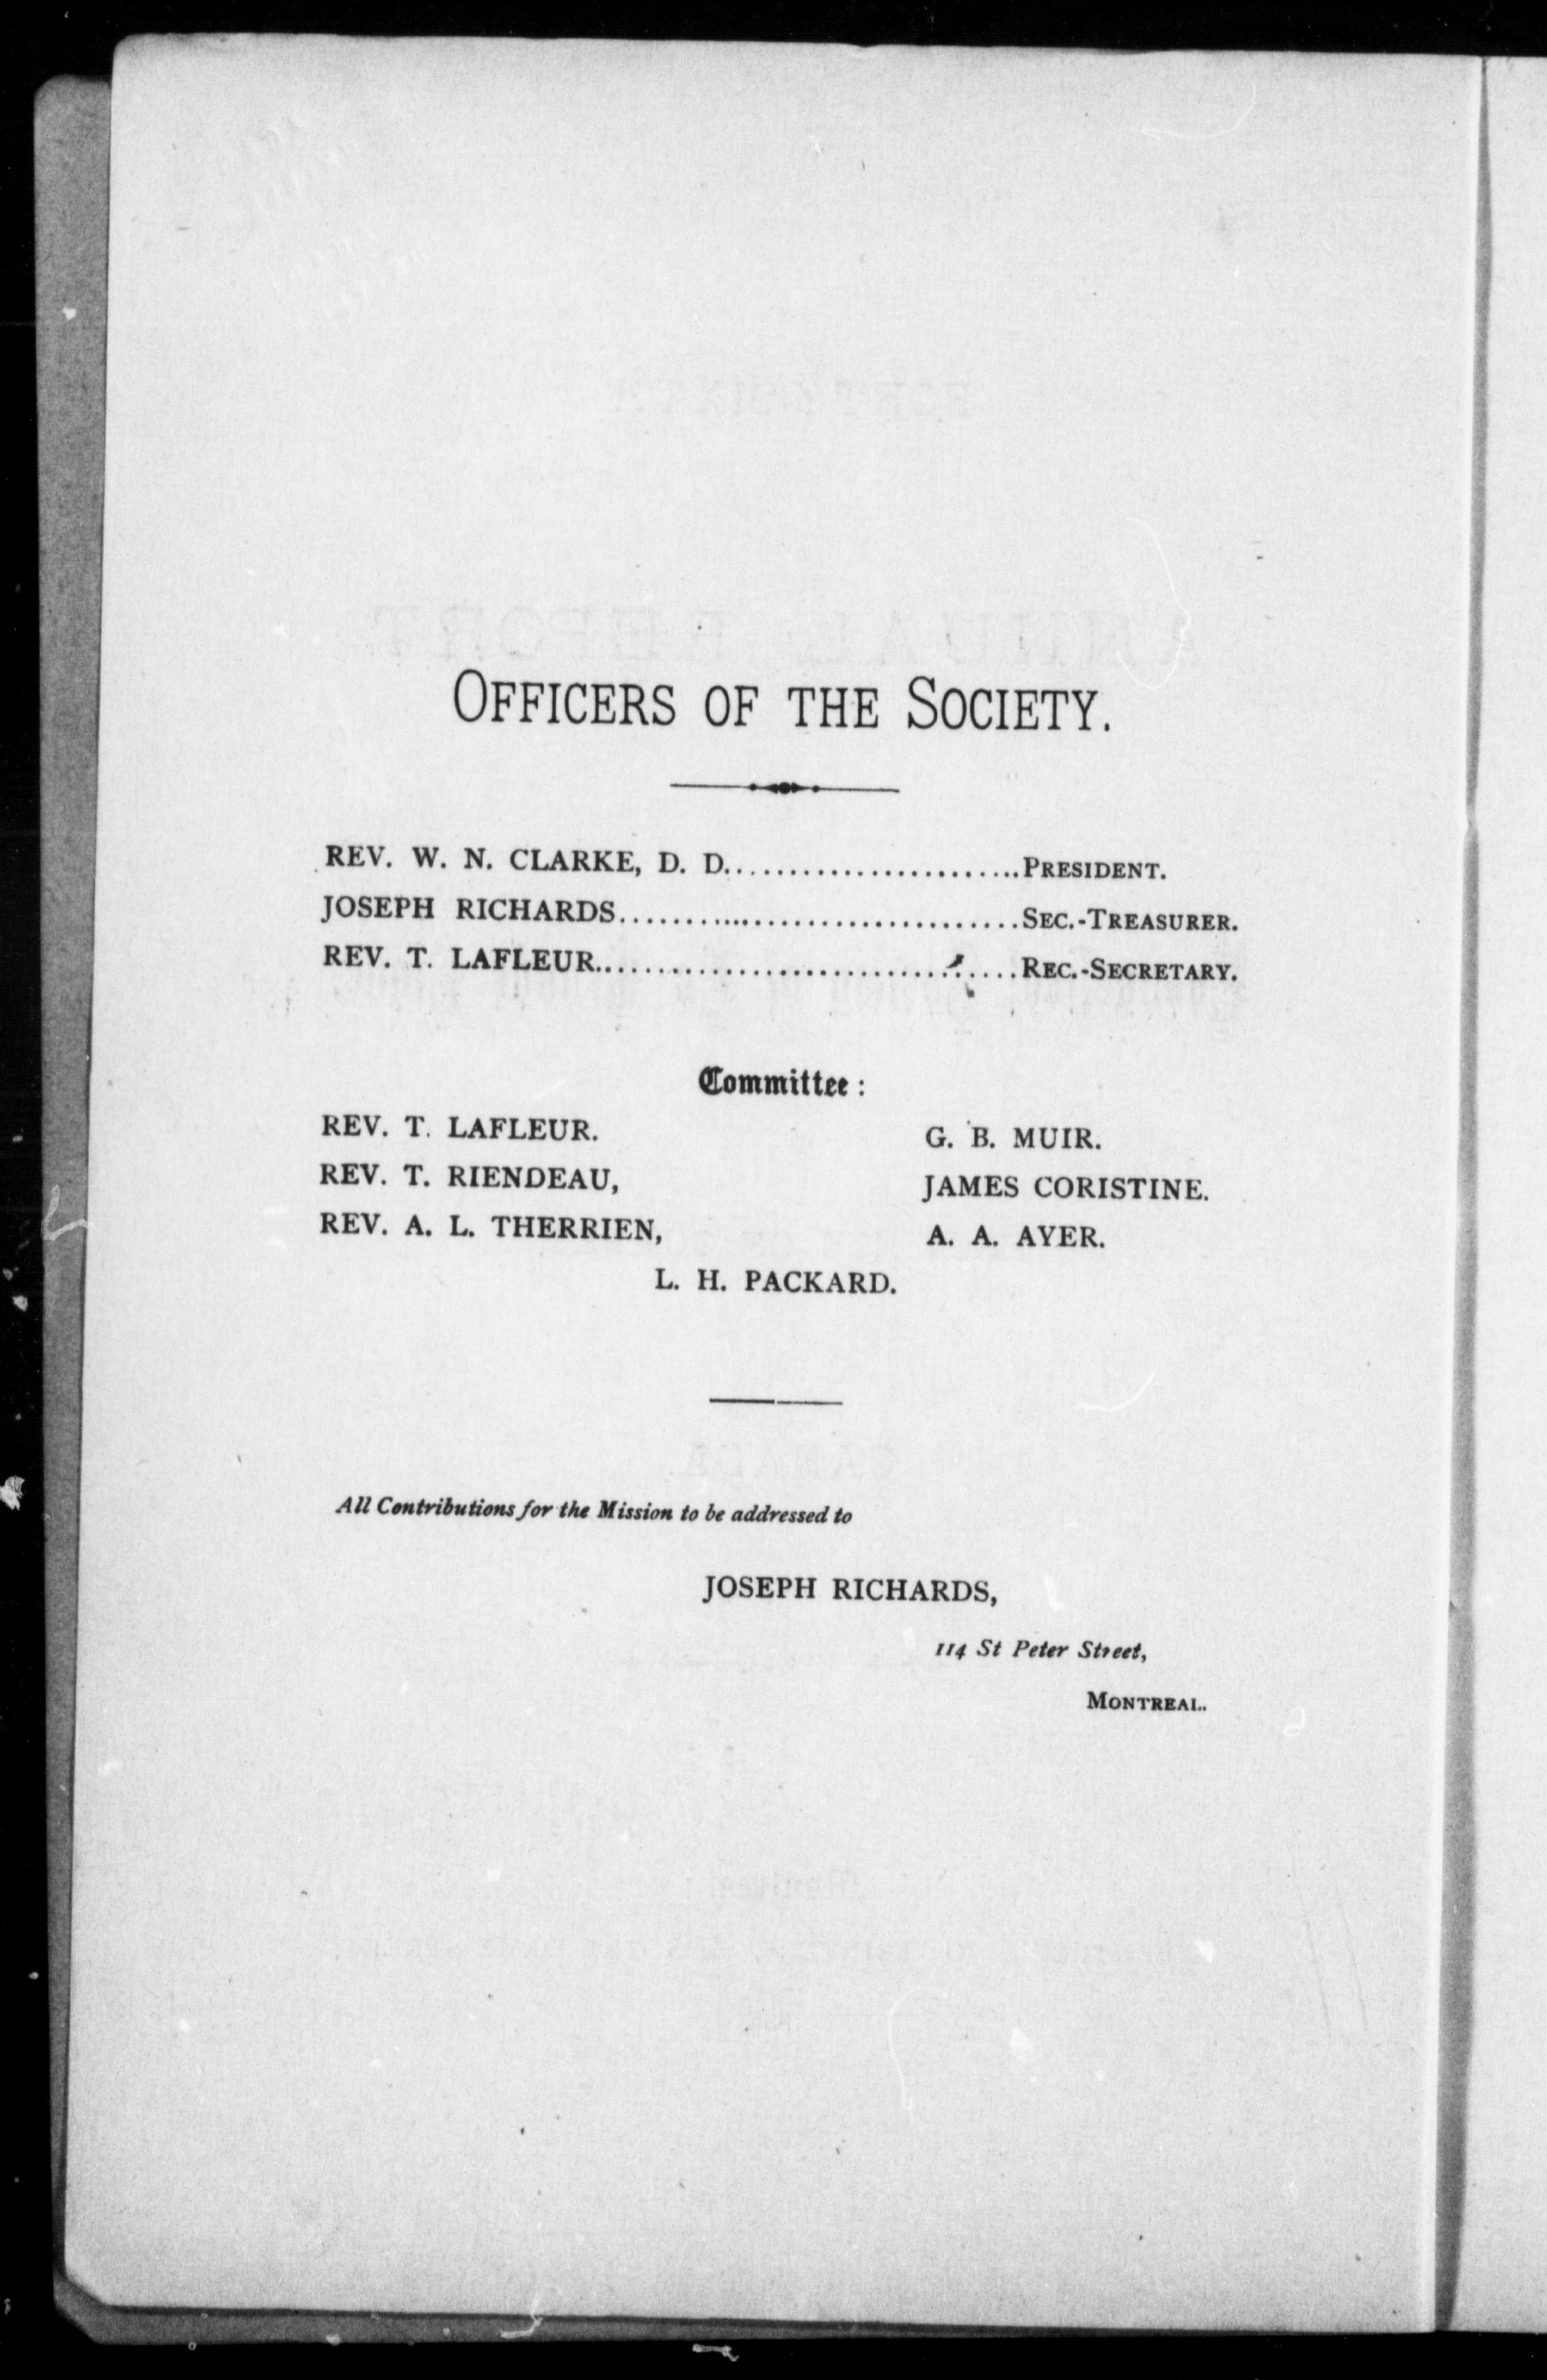 OFFICERS OF THE SOCIETY.
REV. W. N. CLARKE, D. D........................PRESIDENT.
JOSEPH RICHARDS..............................SEC.-TREASURER.
REV. T. LAFLEUR................................REC.-SECRETARY.
Committee:
REV. T. LAFLEUR. G. B. MUIR.
REV. T. RIENDEAU, JAMES CORISTINE.
REV. A. L. THERRIEN, A. A. AYER.
L. H. PACKARD.
All Contributions for the Mission to be addressed to
JOSEPH RICHARDS,
114 St Peter Street,
MONTREAL.